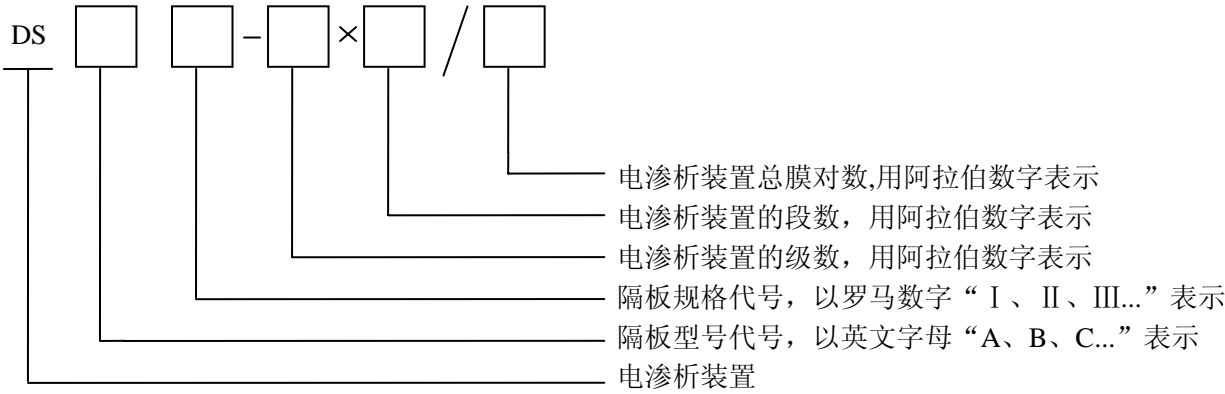 DS – × /
电渗析装置总膜对数,用阿拉伯数字表示
电渗析装置的段数，用阿拉伯数字表示
电渗析装置的级数，用阿拉伯数字表示
隔板规格代号，以罗马数字“Ⅰ、Ⅱ、Ⅲ...”表示
隔板型号代号，以英文字母“A、B、C...”表示
电渗析装置